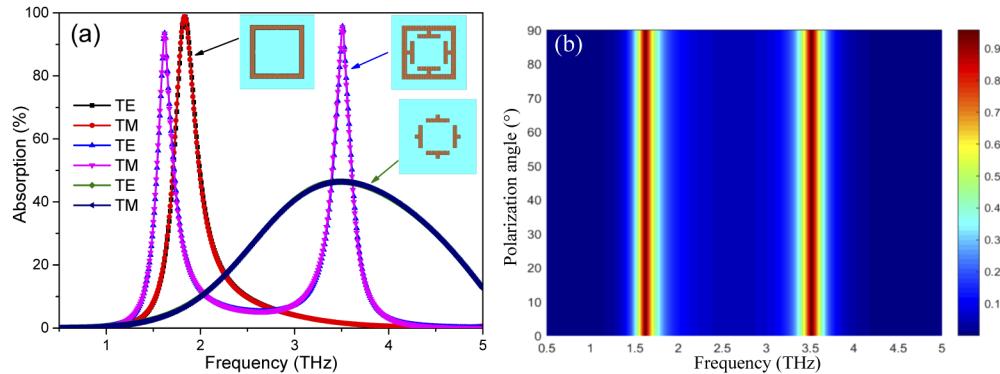 (a)
100
80
60
40
20
0
Absorption (%)
TE
TM
TE
TM
TE
TM
1 2 3 4 5
Frequency (THz)
(b)
90
80
70
60
50
40
30
20
10
0
Polarization angle (°)
0.5 1 1.5 2 2.5 3 3.5 4 4.5 5
Frequency (THz)
0.9
0.8
0.7
0.6
0.5
0.4
0.3
0.2
0.1